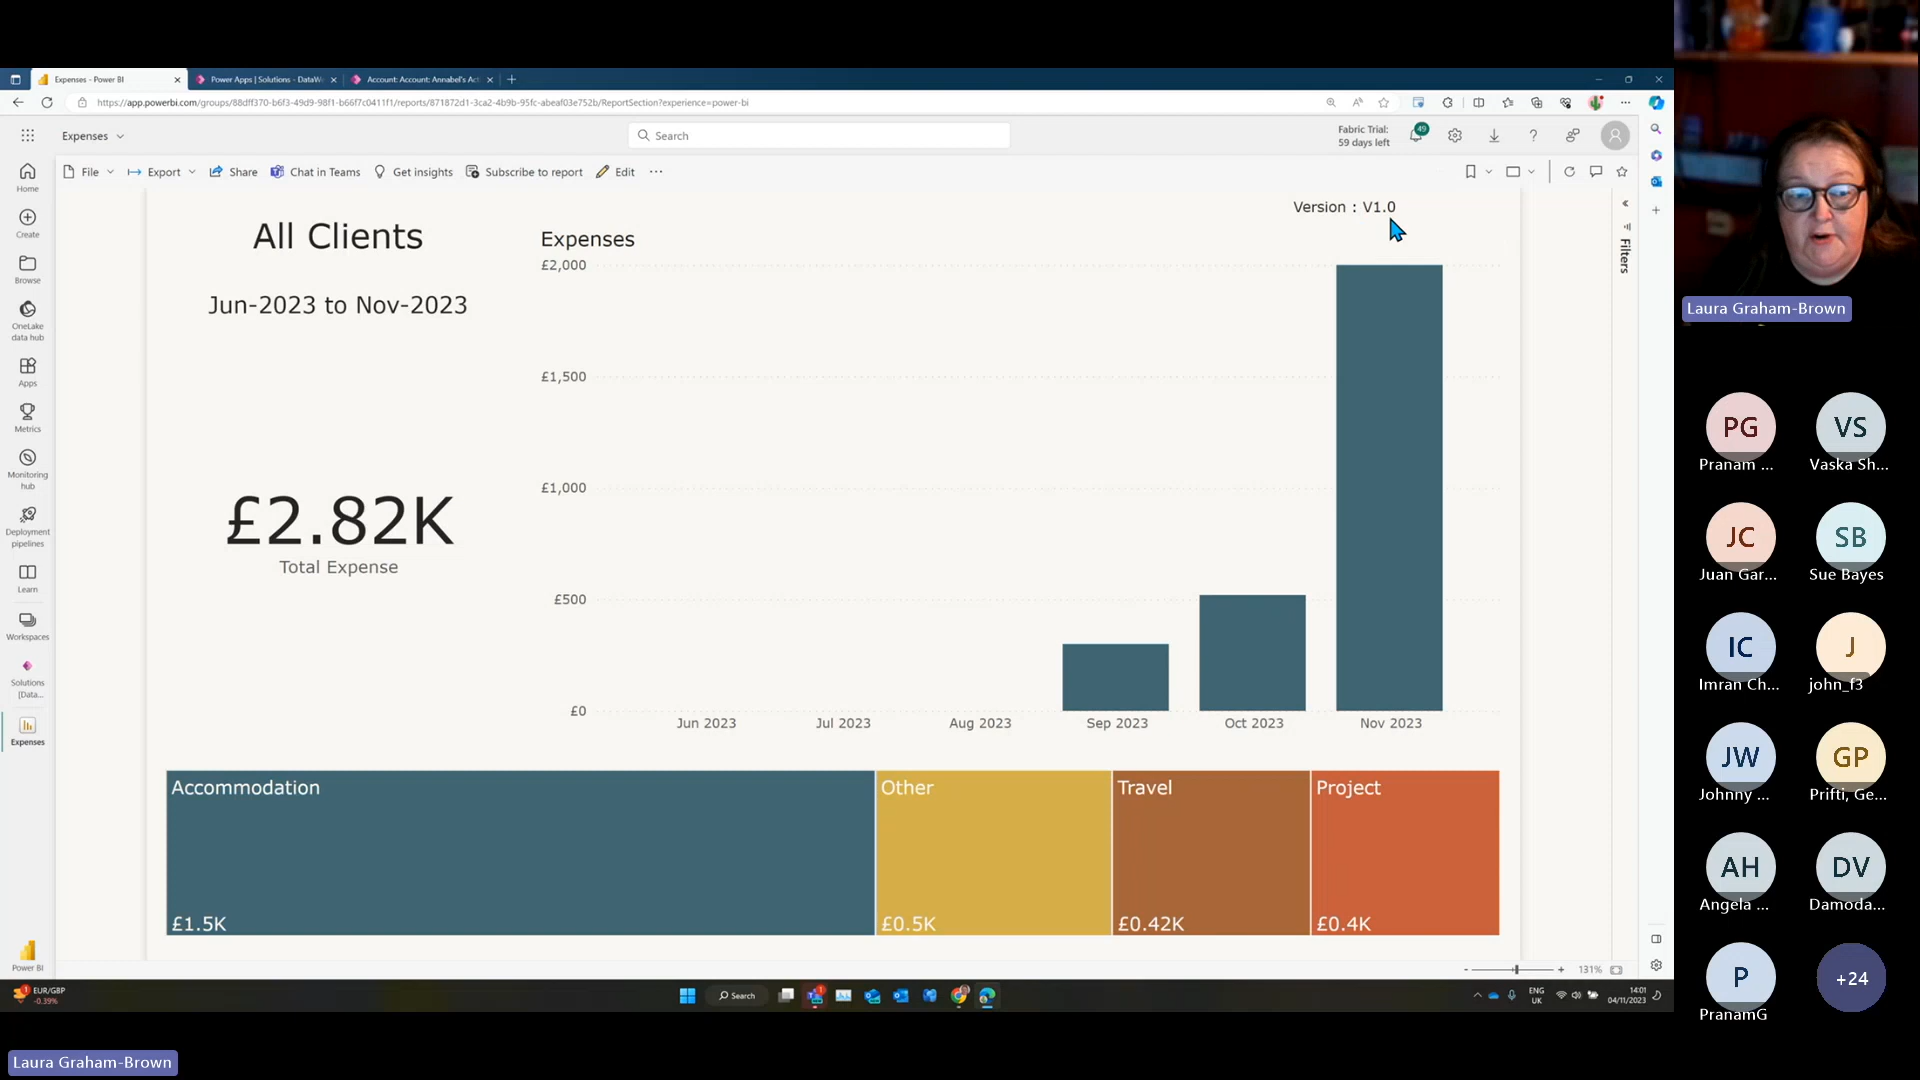 Expenses - Power BI
Power Apps | Solutions - DataWe
Account: Account: Annabel's Act
https://app.powerbi.com/groups/88dff370-b6f3-49d9-98f1-b66f7c0411f1/reports/871872d1-3ca2-4b9b-95fc-abeaf03e752b/ReportSection?experience=power-bi
Expenses
Search
Fabric Trial:
59 days left
49
File
Export
Share
Chat in Teams
Get insights
Subscribe to report
Edit
Home
Create
Browse
OneLake
data hub
Apps
Metrics
Monitoring
hub
Deployment
pipelines
Learn
Workspaces
Solutions
[Data...
Expenses
Power BI
All Clients
Jun-2023 to Nov-2023
£2.82K
Total Expense
Version : V1.0
Expenses
£2,000
£1,500
£1,000
£500
£0
Jun 2023
Jul 2023
Aug 2023
Sep 2023
Oct 2023
Nov 2023
Accommodation
£1.5K
Other
£0.5K
Travel
£0.42K
Project
£0.4K
Filters
131%
EUR/GBP
-0.39%
Search
ENG
UK
14:01
04/11/2023
Laura Graham-Brown
PG
Pranam ...
VS
Vaska Sh...
JC
Juan Gar...
SB
Sue Bayes
IC
Imran Ch...
J
john_f3
JW
Johnny ...
GP
Prifti, Ge...
AH
Angela ...
DV
Damoda...
P
PranamG
+24
Laura Graham-Brown